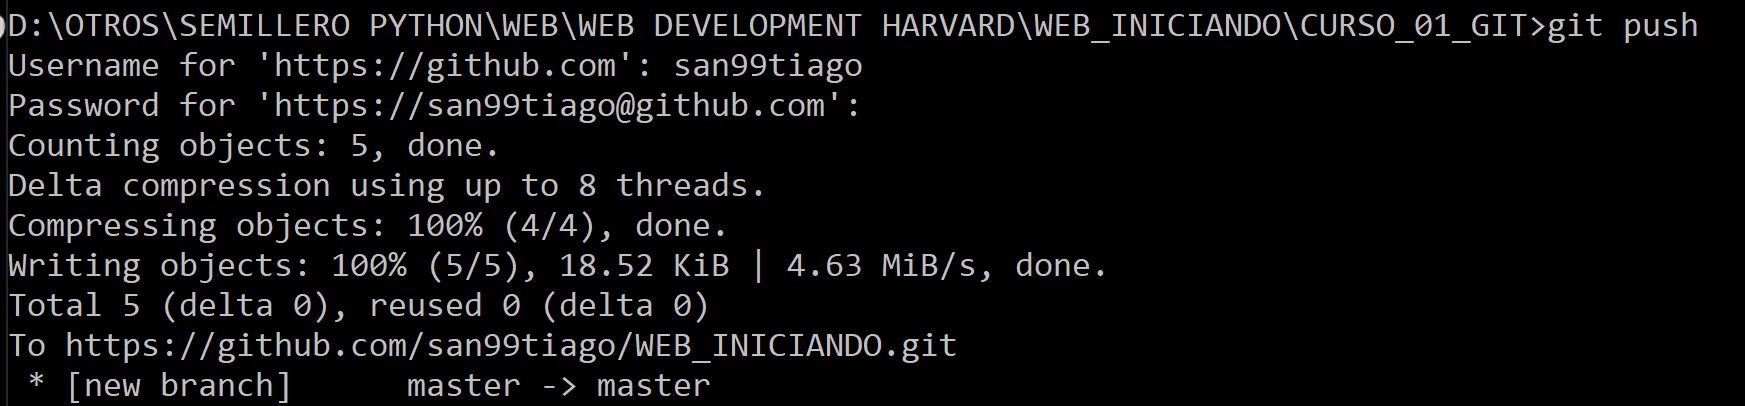 D:\OTROS\SEMILLERO PYTHON\WEB\WEB DEVELOPMENT HARVARD\WEB_INICIANDO\CURSO_01_GIT>git push
Username for 'https://github.com': san99tiago
Password for 'https://san99tiago@github.com':
Counting objects: 5, done.
Delta compression using up to 8 threads.
Compressing objects: 100% (4/4), done.
Writing objects: 100% (5/5), 18.52 KiB | 4.63 MiB/s, done.
Total 5 (delta 0), reused 0 (delta 0)
To https://github.com/san99tiago/WEB_INICIANDO.git
 * [new branch]      master -> master